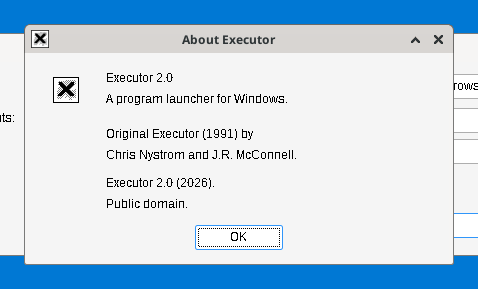 About Executor
Executor 2.0
A program launcher for Windows.
Original Executor (1991) by
Chris Nystrom and J.R. McConnell.
Executor 2.0 (2026).
Public domain.
OK